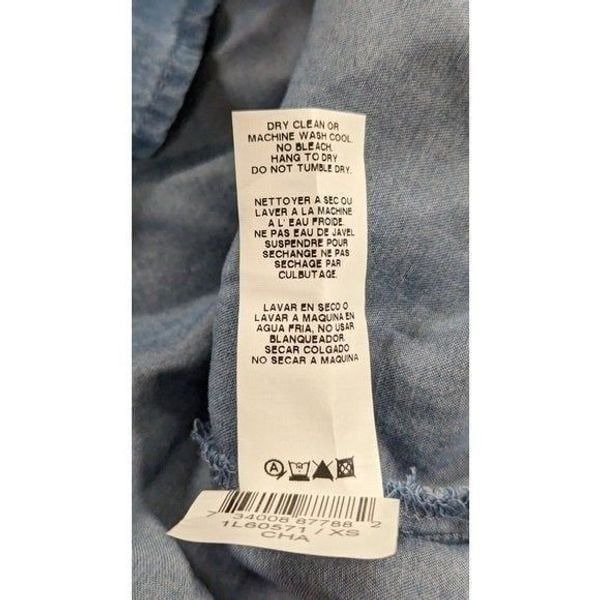 DRY CLEAN OR
MACHINE WASH COOL.
NO BLEACH.
HANG TO DRY
DO NOT TUMBLE DRY.
NETTOYER A SEC OU
LAVER A LA MACHINE
A L' EAU FROIDE.
NE PAS EAU DE JAVEL
SUSPENDRE POUR
SECHANGE NE PAS
SECHAGE PAR
CULBUTAGE.
LAVAR EN SECO O
LAVAR A MAQUINA EN
AGUA FRIA, NO USAR
BLANQUEADOR.
SECAR COLGADO
NO SECAR A MAQUINA
A
7 34008 87788 2
1L60571 / XS
CHA